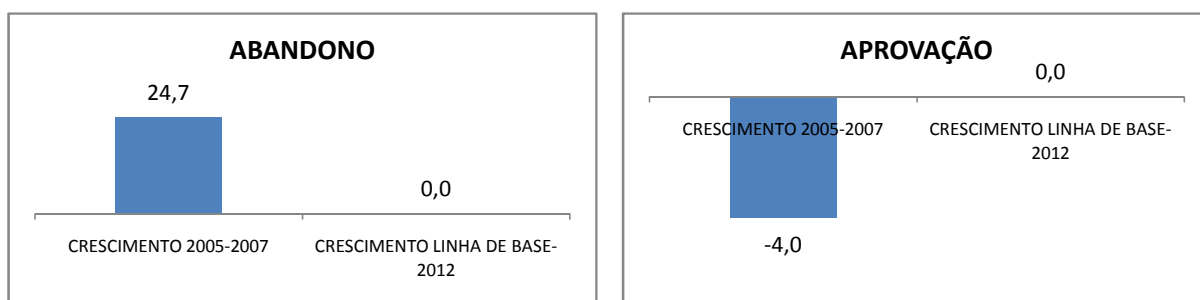 ABANDONO
24,7
0,0
CRESCIMENTO 2005-2007
CRESCIMENTO LINHA DE BASE-
2012
APROVAÇÃO
0,0
CRESCIMENTO 2005-2007
CRESCIMENTO LINHA DE BASE-
2012
-4,0